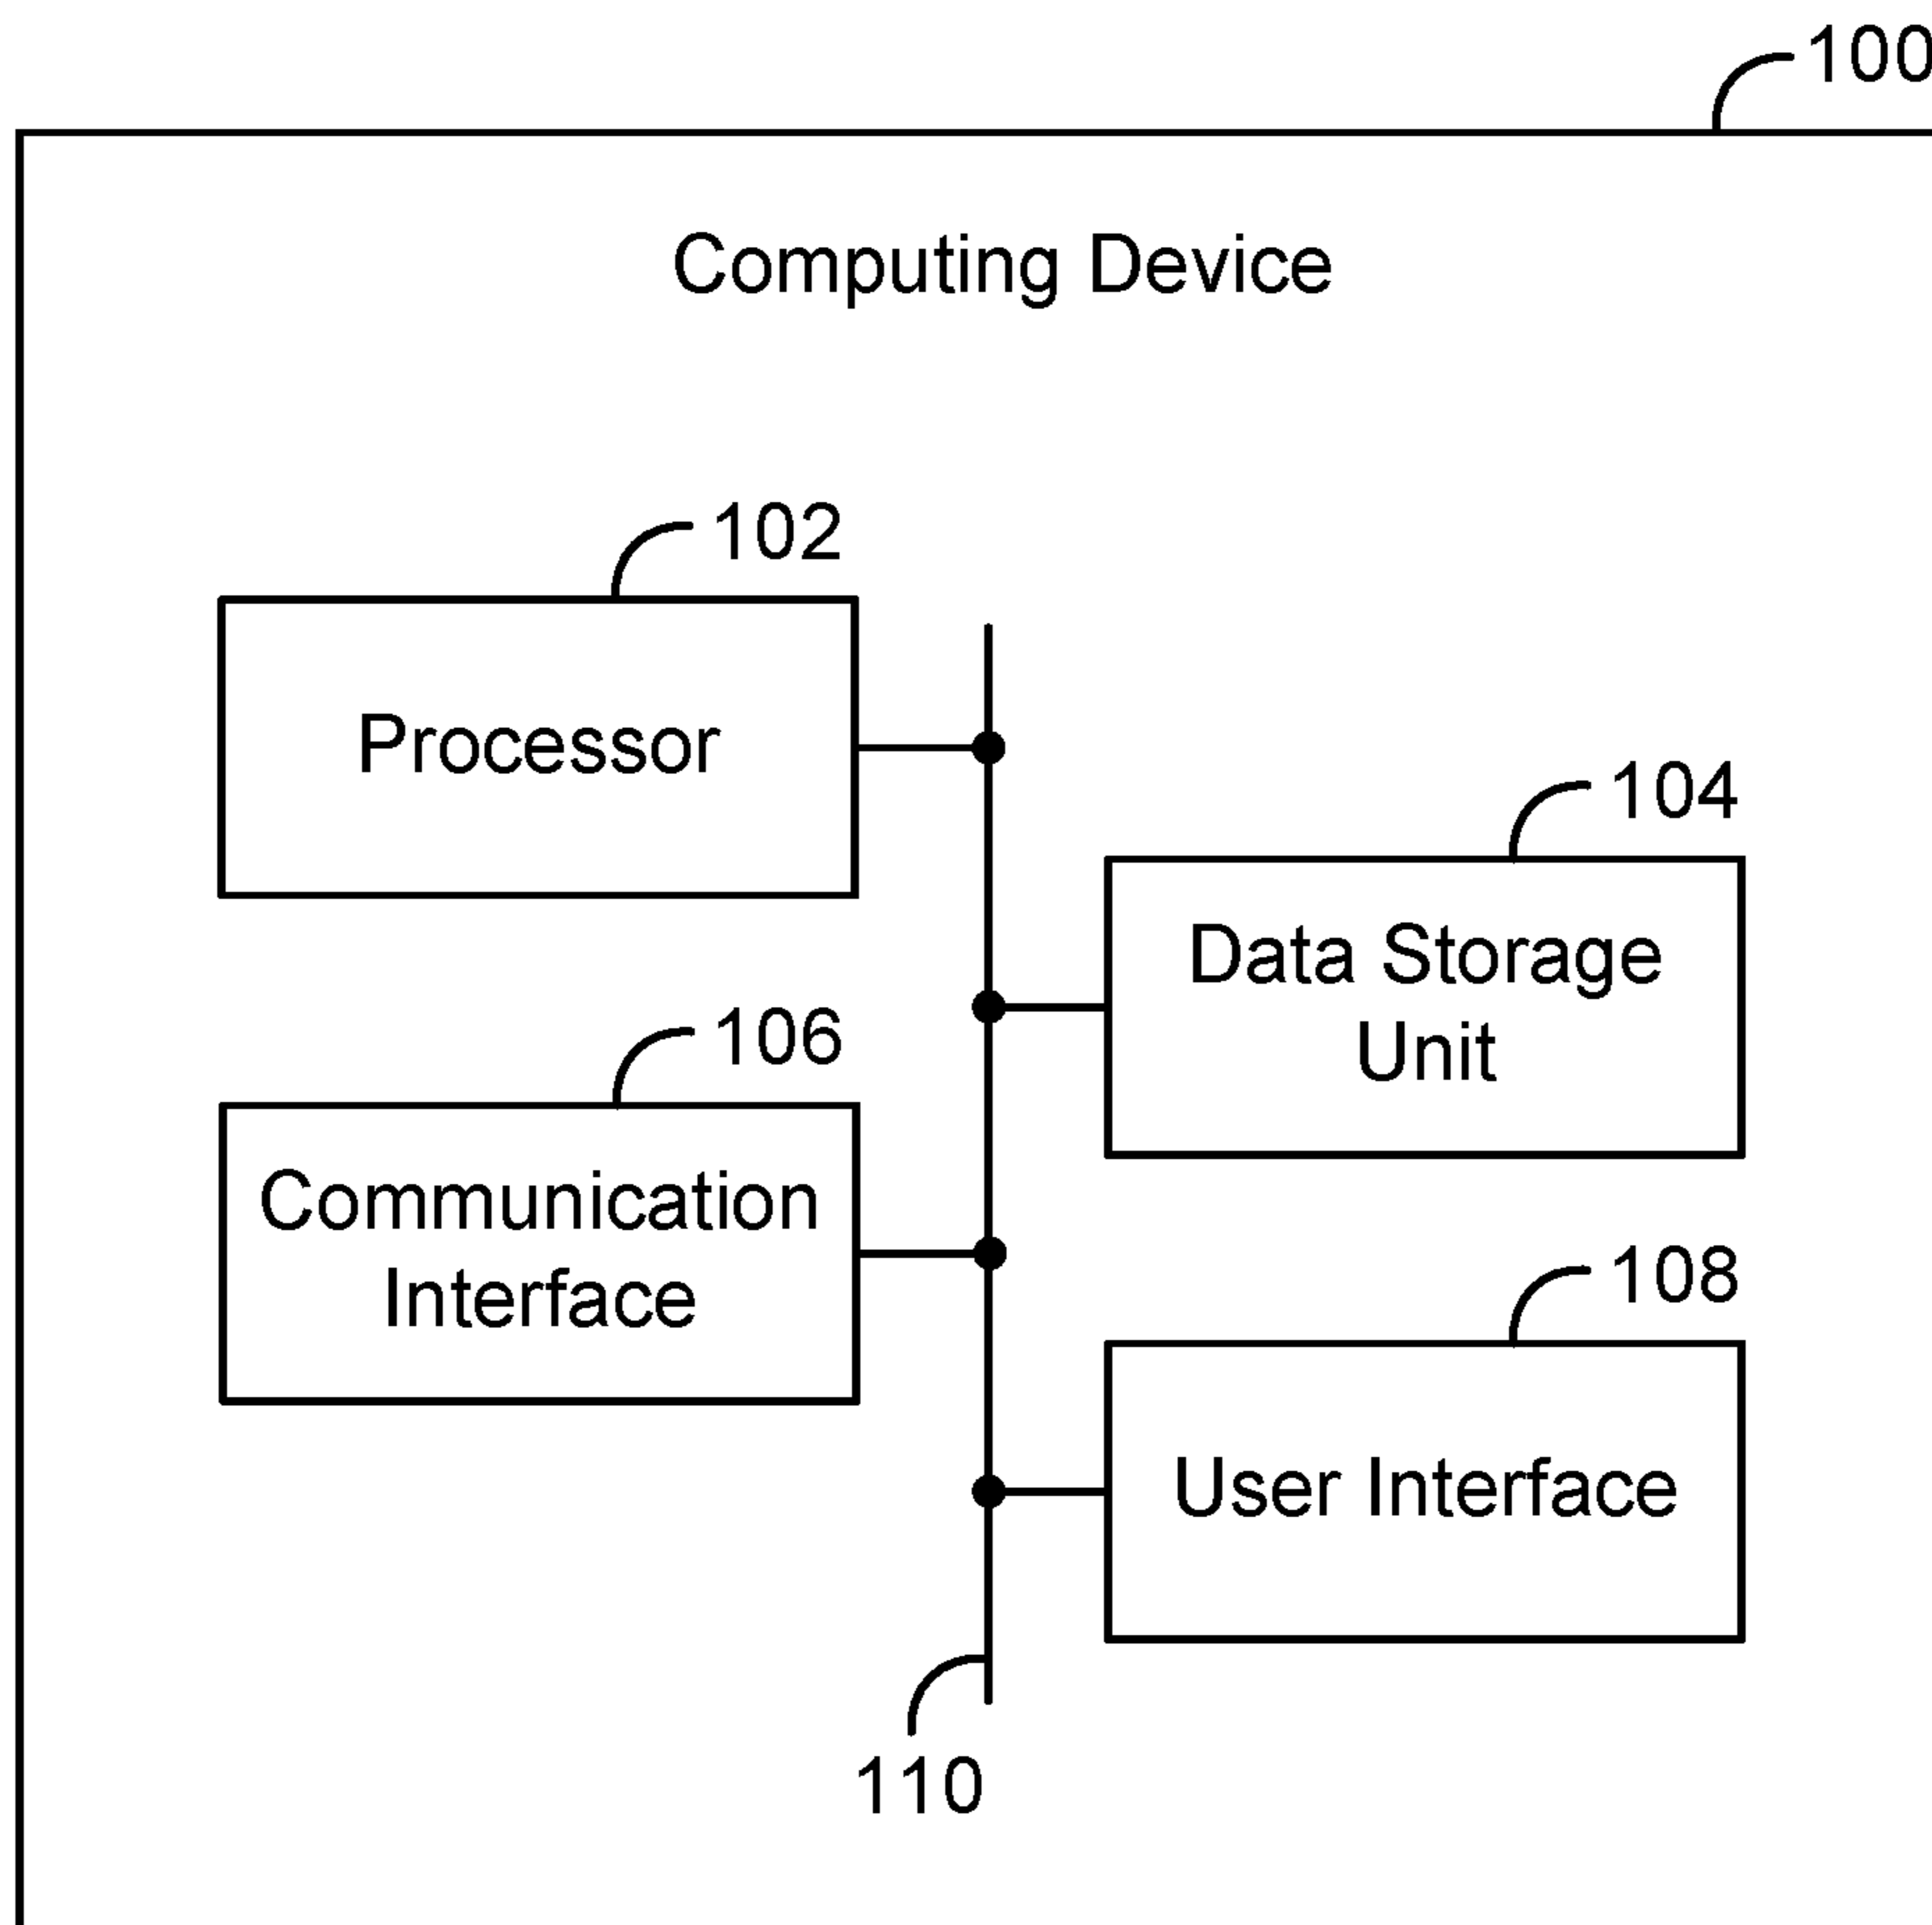 100
Computing Device
102
Processor
104
Data Storage
Unit
106
Communication
Interface
108
User Interface
110